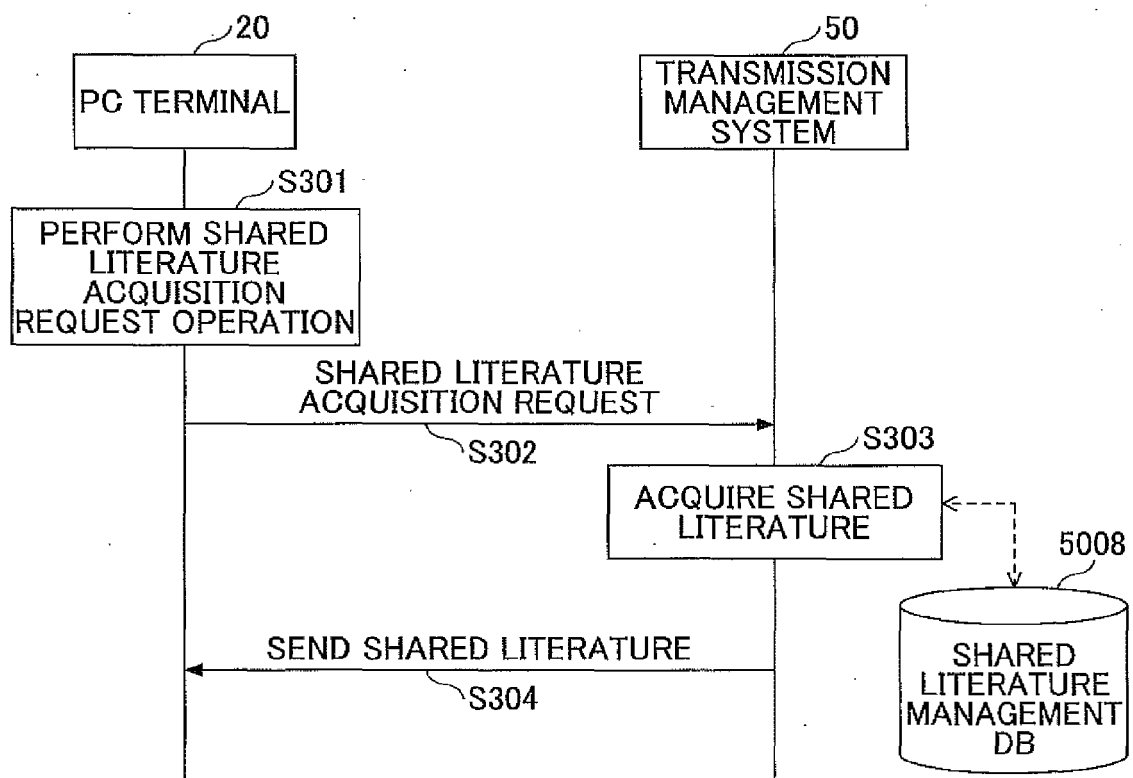 20
PC TERMINAL
50
TRANSMISSION
MANAGEMENT
SYSTEM
S301
PERFORM SHARED
LITERATURE
ACQUISITION
REQUEST OPERATION
SHARED LITERATURE
ACQUISITION REQUEST
S302
S303
ACQUIRE SHARED
LITERATURE
5008
SHARED
LITERATURE
MANAGEMENT
DB
SEND SHARED LITERATURE
S304